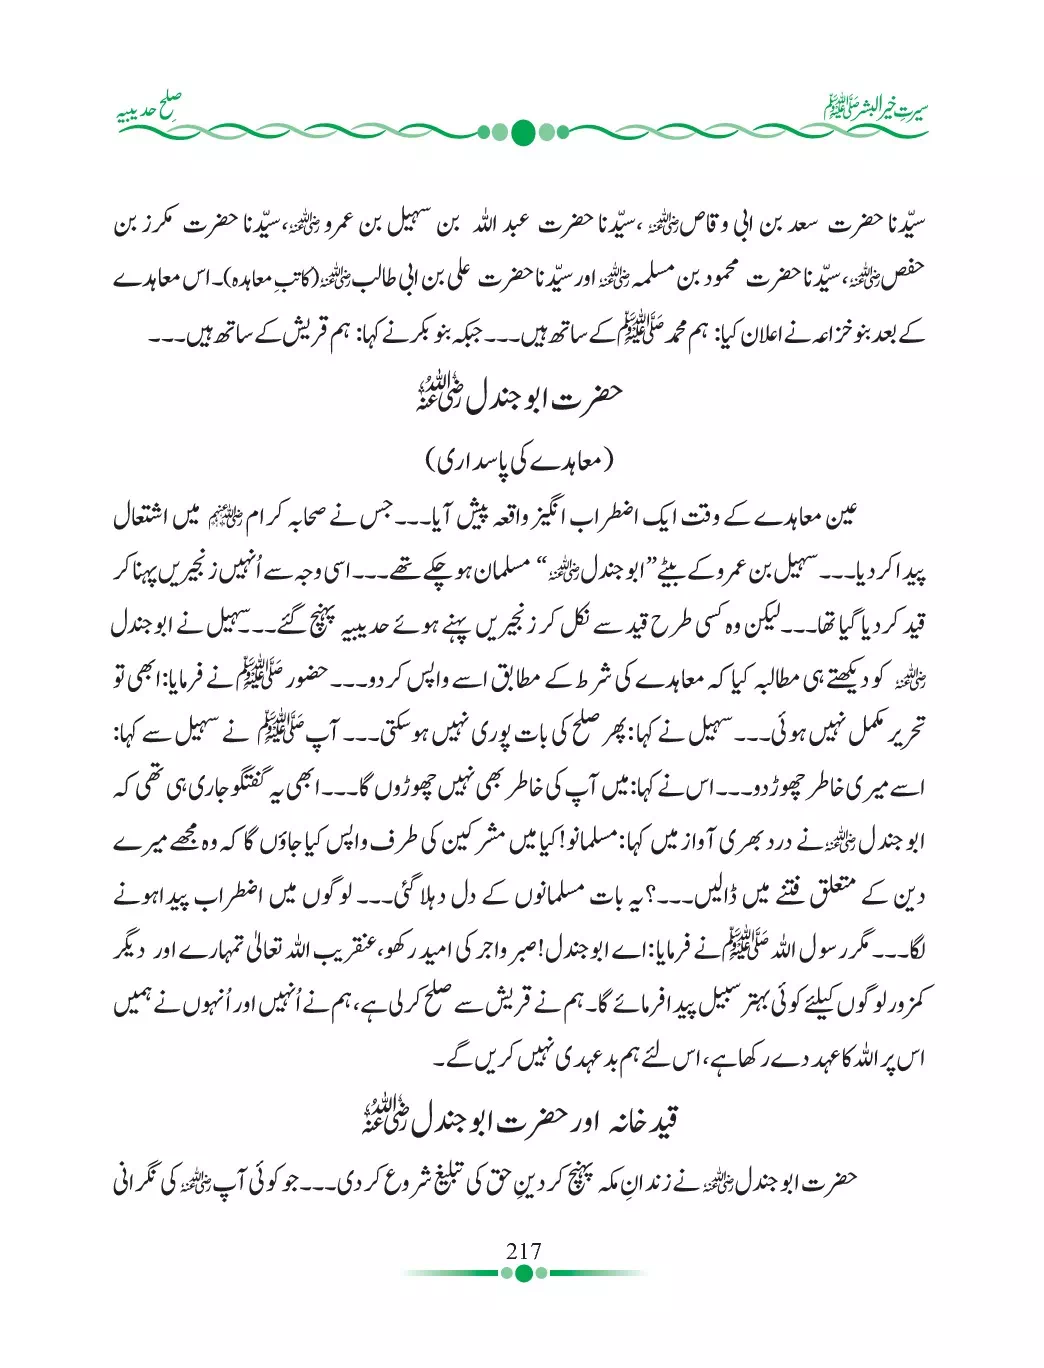 سیرتِ خیر البشر ﷺ
صلحِ حدیبیہ
سیّدنا حضرت سعد بن ابی وقاص رضی اللہ عنہ، سیّدنا حضرت عبد اللہ بن سہیل بن عمرو رضی اللہ عنہ، سیّدنا حضرت مکرز بن
حفص رضی اللہ عنہ، سیّدنا حضرت محمود بن مسلمہ رضی اللہ عنہ اور سیّدنا حضرت علی بن ابی طالب رضی اللہ عنہ (کاتبِ معاہدہ)۔ اس معاہدے
کے بعد بنو خزاعہ نے اعلان کیا: ہم محمد ﷺ کے ساتھ ہیں۔۔۔ جبکہ بنو بکر نے کہا: ہم قریش کے ساتھ ہیں۔۔۔
حضرت ابو جندل رضی اللہ عنہ
(معاہدے کی پاسداری)
عین معاہدے کے وقت ایک اضطراب انگیز واقعہ پیش آیا۔۔۔ جس نے صحابہ کرام رضی اللہ عنہم میں اشتعال
پیدا کر دیا۔۔۔ سہیل بن عمرو کے بیٹے ”ابو جندل رضی اللہ عنہ“ مسلمان ہو چکے تھے۔۔۔ اسی وجہ سے اُنہیں زنجیریں پہنا کر
قید کر دیا گیا تھا۔۔۔ لیکن وہ کسی طرح قید سے نکل کر زنجیریں پہنے ہوئے حدیبیہ پہنچ گئے۔۔۔ سہیل نے ابو جندل
رضی اللہ عنہ کو دیکھتے ہی مطالبہ کیا کہ معاہدے کی شرط کے مطابق اسے واپس کر دو۔۔۔ حضور ﷺ نے فرمایا: ابھی تو
تحریر مکمل نہیں ہوئی۔۔۔ سہیل نے کہا: پھر صلح کی بات پوری نہیں ہوسکتی۔۔۔ آپ ﷺ نے سہیل سے کہا:
اسے میری خاطر چھوڑ دو۔۔۔ اس نے کہا: میں آپ کی خاطر بھی نہیں چھوڑوں گا۔۔۔ ابھی یہ گفتگو جاری ہی تھی کہ
ابو جندل رضی اللہ عنہ نے درد بھری آواز میں کہا: مسلمانو! کیا میں مشرکین کی طرف واپس کیا جاؤں گا کہ وہ مجھے میرے
دین کے متعلق فتنے میں ڈالیں۔۔۔؟ یہ بات مسلمانوں کے دل دہلا گئی۔۔۔ لوگوں میں اضطراب پیدا ہونے
لگا۔۔۔ مگر رسول اللہ ﷺ نے فرمایا: اے ابو جندل! صبر و اجر کی امید رکھو، عنقریب اللہ تعالیٰ تمہارے اور دیگر
کمزور لوگوں کیلئے کوئی بہتر سبیل پیدا فرمائے گا۔ ہم نے قریش سے صلح کر لی ہے، ہم نے اُنہیں اور اُنہوں نے ہمیں
اس پر اللہ کا عہد دے رکھا ہے، اس لئے ہم بدعہدی نہیں کریں گے۔
قید خانہ اور حضرت ابو جندل رضی اللہ عنہ
حضرت ابو جندل رضی اللہ عنہ نے زندانِ مکہ پہنچ کر دینِ حق کی تبلیغ شروع کر دی۔۔۔ جو کوئی آپ رضی اللہ عنہ کی نگرانی
217